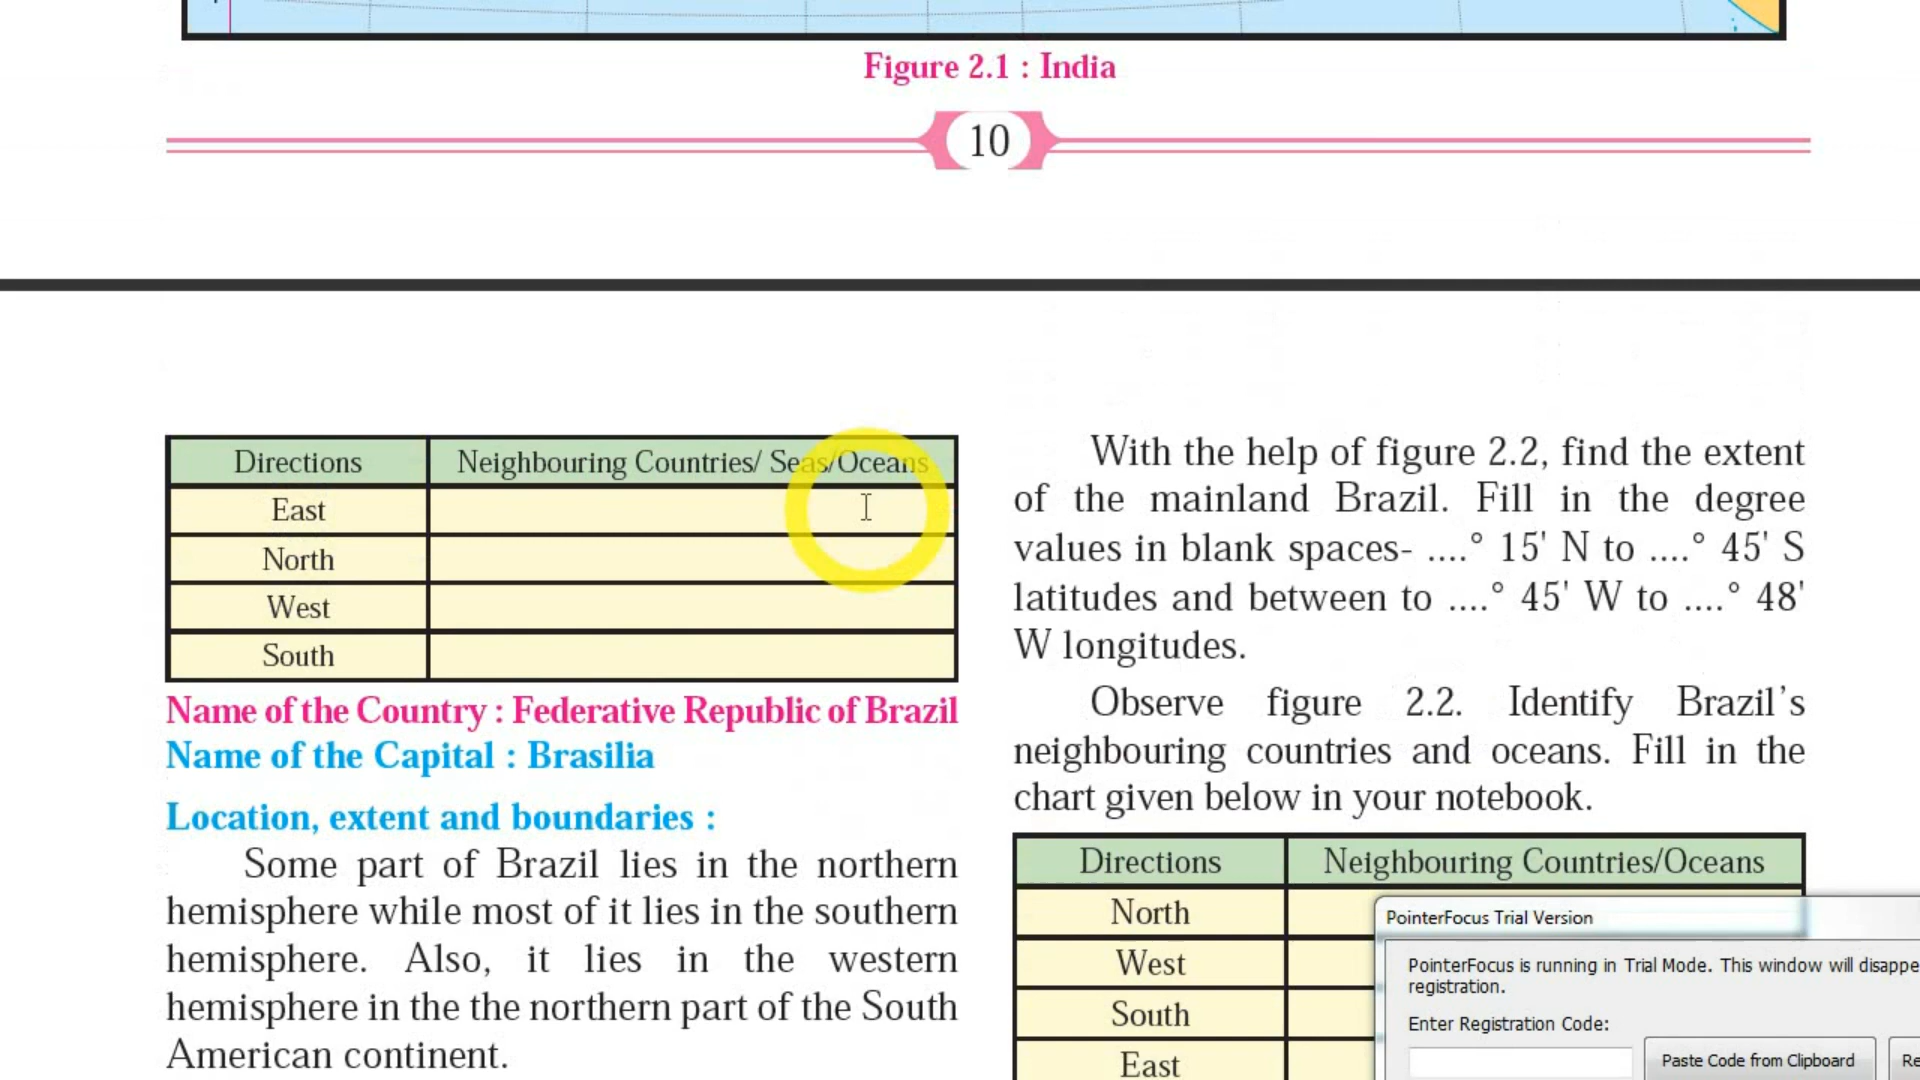 Figure 2.1 : India
10
Directions Neighbouring Countries/ Seas/Oceans
East
North
West
South
Name of the Country : Federative Republic of Brazil
Name of the Capital : Brasilia
Location, extent and boundaries :
Some part of Brazil lies in the northern
hemisphere while most of it lies in the southern
hemisphere. Also, it lies in the western
hemisphere in the the northern part of the South
American continent.
With the help of figure 2.2, find the extent
of the mainland Brazil. Fill in the degree
values in blank spaces- ....° 15' N to ....° 45' S
latitudes and between to ....° 45' W to ....° 48'
W longitudes.
Observe figure 2.2. Identify Brazil's
neighbouring countries and oceans. Fill in the
chart given below in your notebook.
Directions Neighbouring Countries/Oceans
North
West
South
East
PointerFocus Trial Version
PointerFocus is running in Trial Mode. This window will disappe
registration.
Enter Registration Code:
Paste Code from Clipboard Re